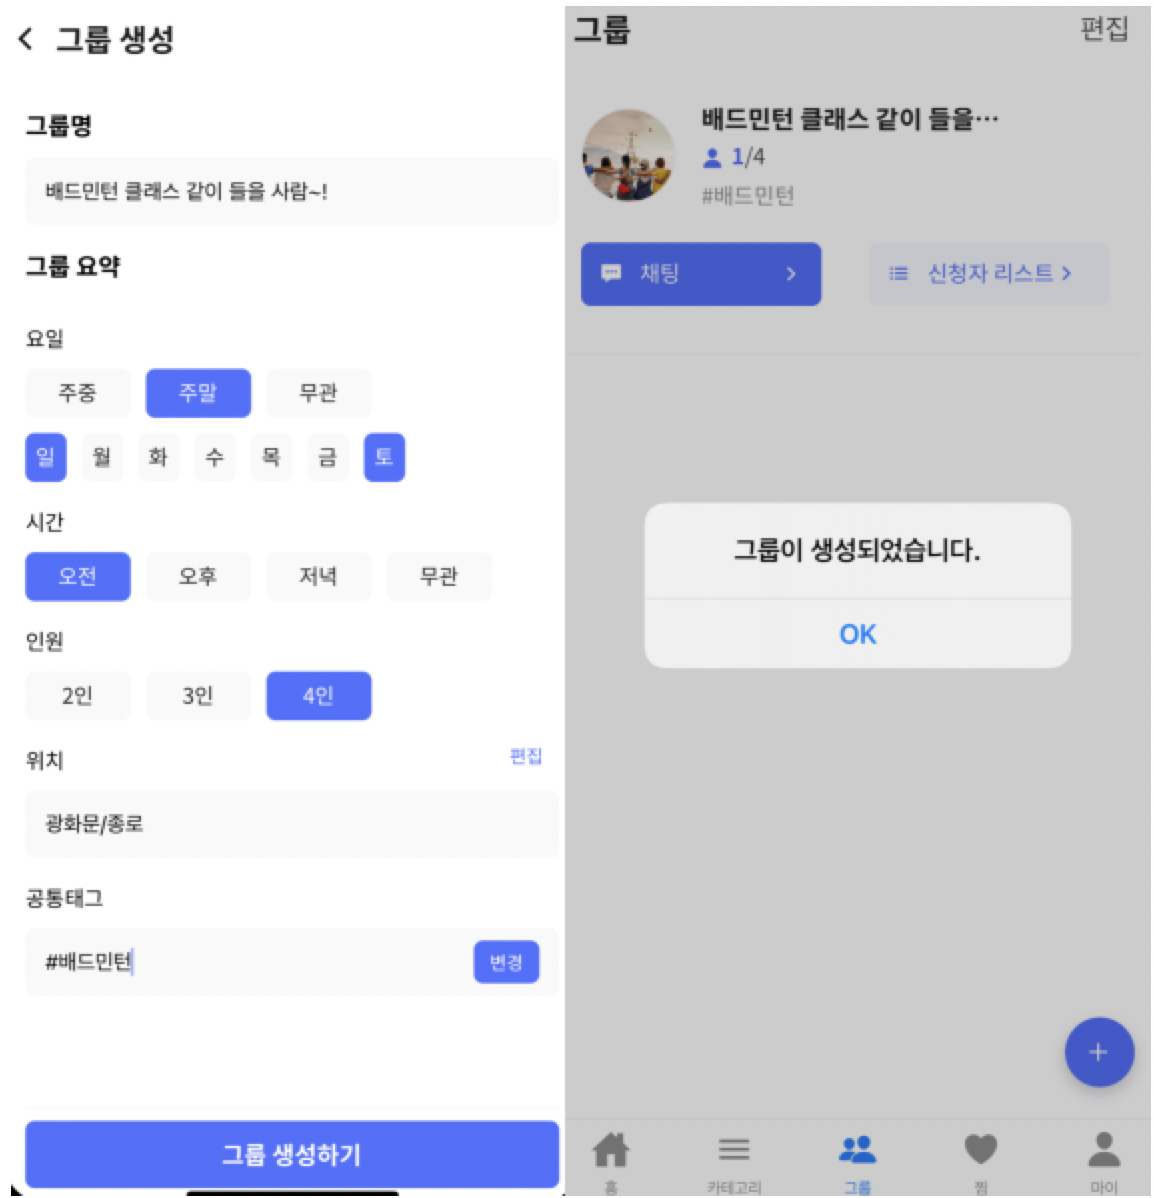 그룹 생성
그룹명
배드민턴 클래스 같이 들을 사람~!
그룹 요약
요일
주중 주말 무관
일 월 화 수 목 금 토
시간
오전 오후 저녁 무관
인원
2인 3인 4인
위치 편집
광화문/종로
공통태그
#배드민턴 변경
그룹 생성하기
그룹 편집
배드민턴 클래스 같이 들을…
1/4
#배드민턴
채팅 신청자 리스트
그룹이 생성되었습니다.
OK
홈 카테고리 그룹 찜 마이